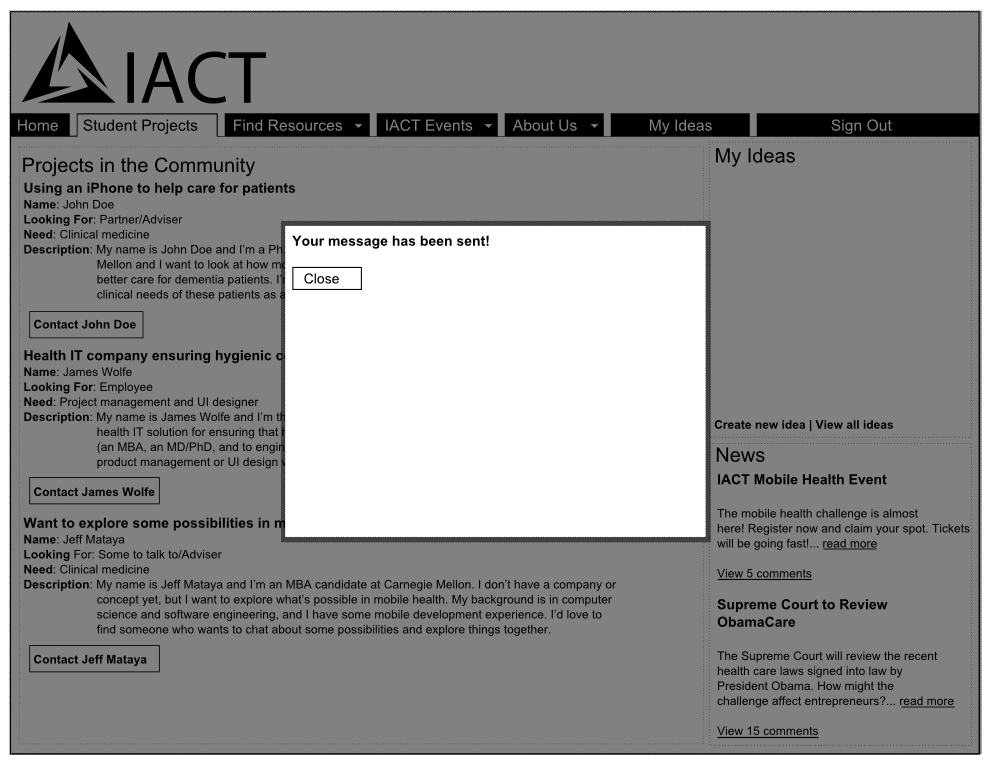 IACT
Home
Student Projects
Find Resources
IACT Events
About Us
My Ideas
Sign Out
Projects in the Community
Using an iPhone to help care for patients
Name: John Doe
Looking For: Partner/Adviser
Need: Clinical medicine
Description: My name is John Doe and I'm a Ph.
Mellon and I want to look at how mo
better care for dementia patients. I'
clinical needs of these patients as a
Contact John Doe
Health IT company ensuring hygienic c
Name: James Wolfe
Looking For: Employee
Need: Project management and UI designer
Description: My name is James Wolfe and I'm th
health IT solution for ensuring that
(an MBA, an MD/PhD, and to engin
product management or UI design
Contact James Wolfe
Want to explore some possibilities in m
Name: Jeff Mataya
Looking For: Some to talk to/Adviser
Need: Clinical medicine
Description: My name is Jeff Mataya and I'm an MBA candidate at Carnegie Mellon. I don't have a company or
concept yet, but I want to explore what's possible in mobile health. My background is in computer
science and software engineering, and I have some mobile development experience. I'd love to
find someone who wants to chat about some possibilities and explore things together.
Contact Jeff Mataya
Your message has been sent!
Close
My Ideas
Create new idea | View all ideas
News
IACT Mobile Health Event
The mobile health challenge is almost
here! Register now and claim your spot. Tickets
will be going fast!... read more
View 5 comments
Supreme Court to Review
ObamaCare
The Supreme Court will review the recent
health care laws signed into law by
President Obama. How might the
challenge affect entrepreneurs?... read more
View 15 comments